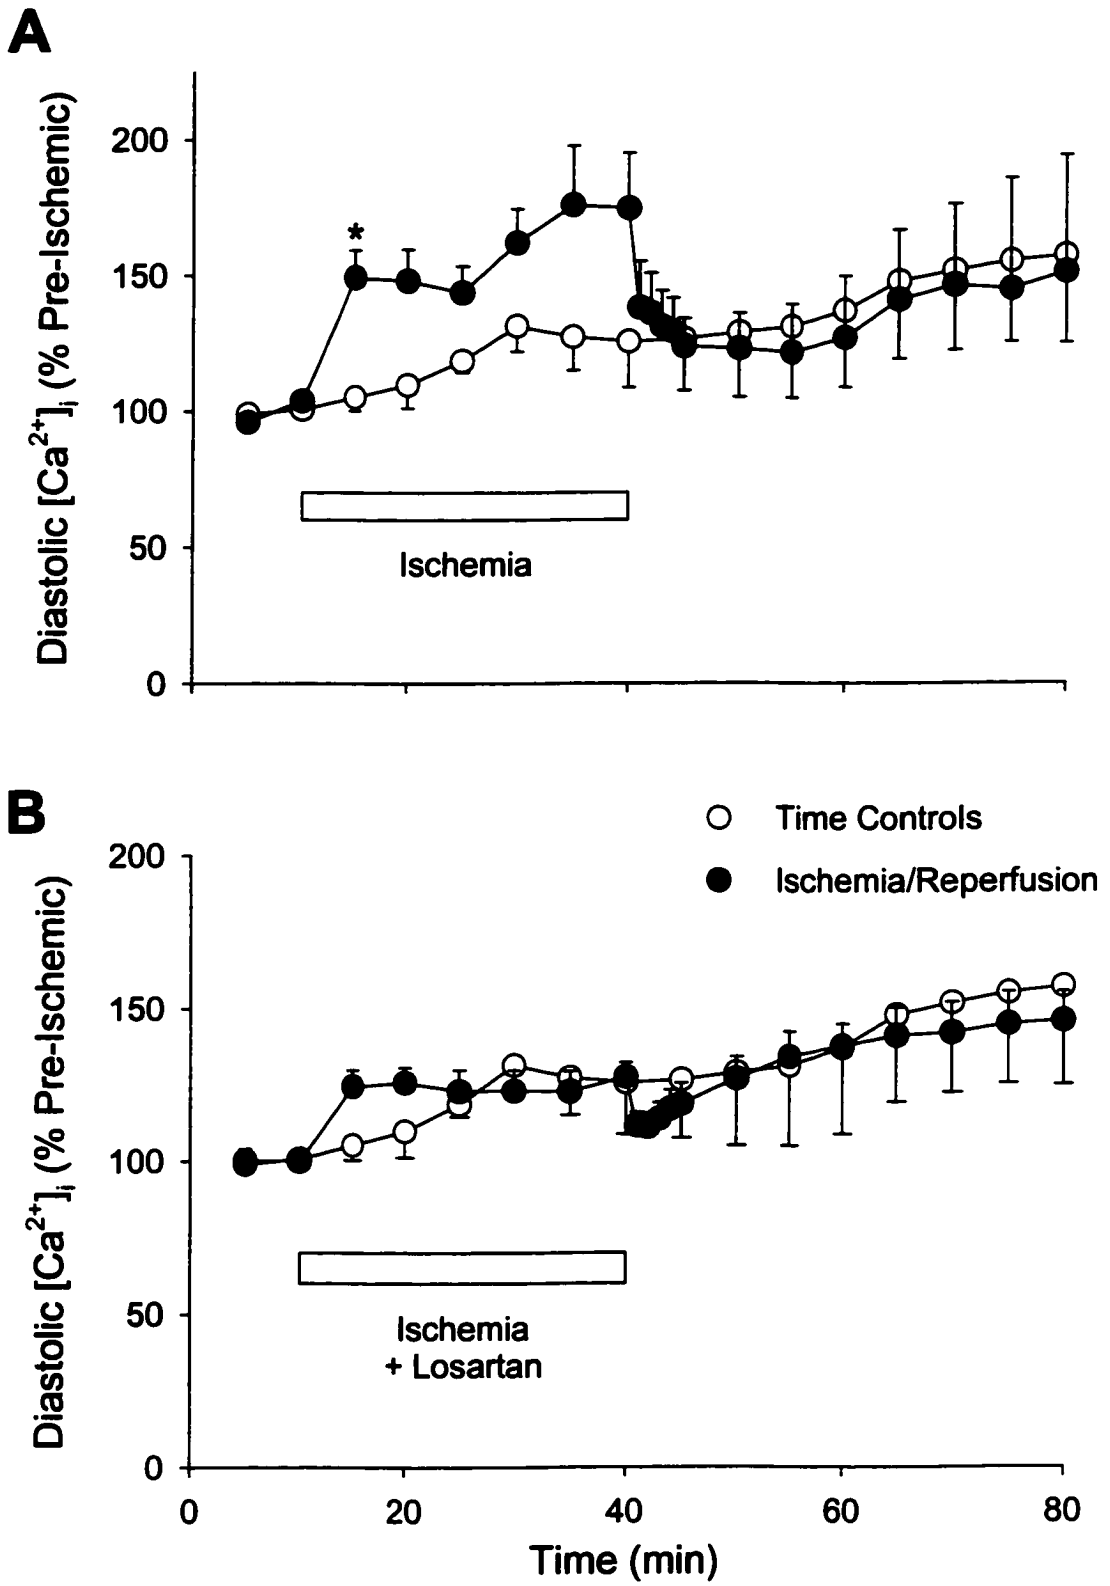 A
Diastolic [Ca2+]i (% Pre-Ischemic)
200
150
100
50
0
*
Ischemia
B
Time Controls
Ischemia/Reperfusion
Diastolic [Ca2+]i (% Pre-Ischemic)
200
150
100
50
0
Ischemia
+ Losartan
0 20 40 60 80
Time (min)